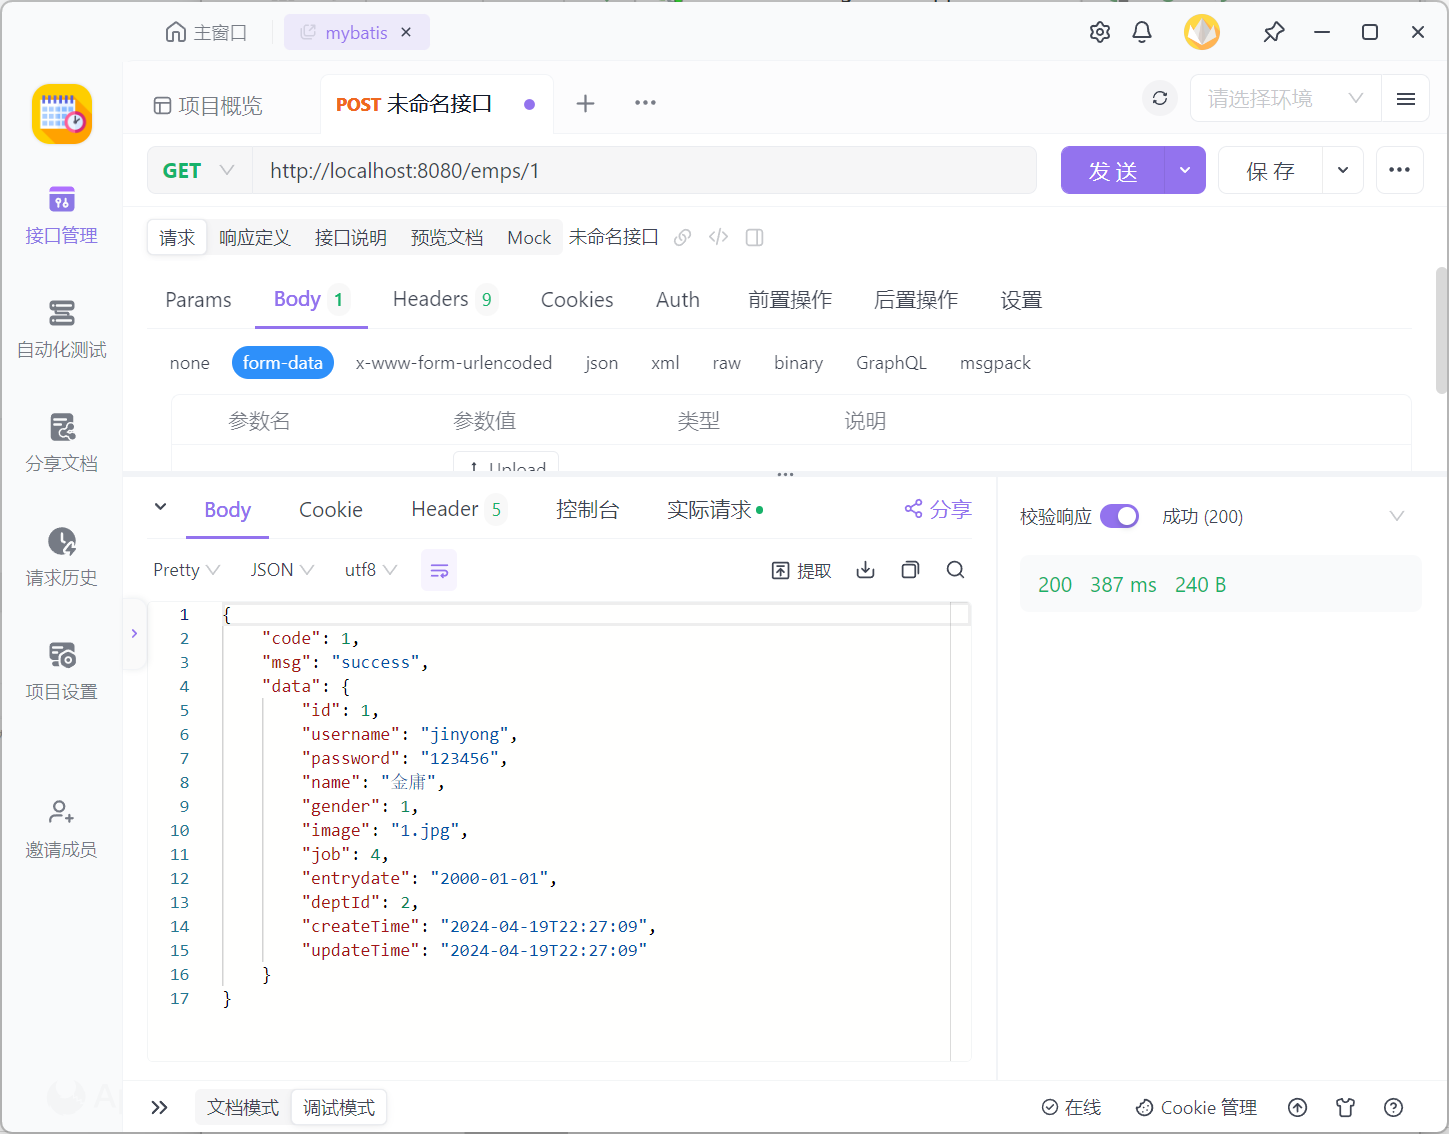 主窗口
mybatis
项目概览
POST 未命名接口
请选择环境
GET
http://localhost:8080/emps/1
发 送
保 存
接口管理
自动化测试
分享文档
请求历史
项目设置
邀请成员
请求 响应定义 接口说明 预览文档 Mock 未命名接口
Params Body 1 Headers 9 Cookies Auth 前置操作 后置操作 设置
none form-data x-www-form-urlencoded json xml raw binary GraphQL msgpack
参数名 参数值 类型 说明
Upload
Body Cookie Header 5 控制台 实际请求 分享
Pretty JSON utf8 提取
1 {
2 "code": 1,
3 "msg": "success",
4 "data": {
5 "id": 1,
6 "username": "jinyong",
7 "password": "123456",
8 "name": "金庸",
9 "gender": 1,
10 "image": "1.jpg",
11 "job": 4,
12 "entrydate": "2000-01-01",
13 "deptId": 2,
14 "createTime": "2024-04-19T22:27:09",
15 "updateTime": "2024-04-19T22:27:09"
16 }
17 }
校验响应 成功 (200)
200 387 ms 240 B
文档模式 调试模式
在线 Cookie 管理